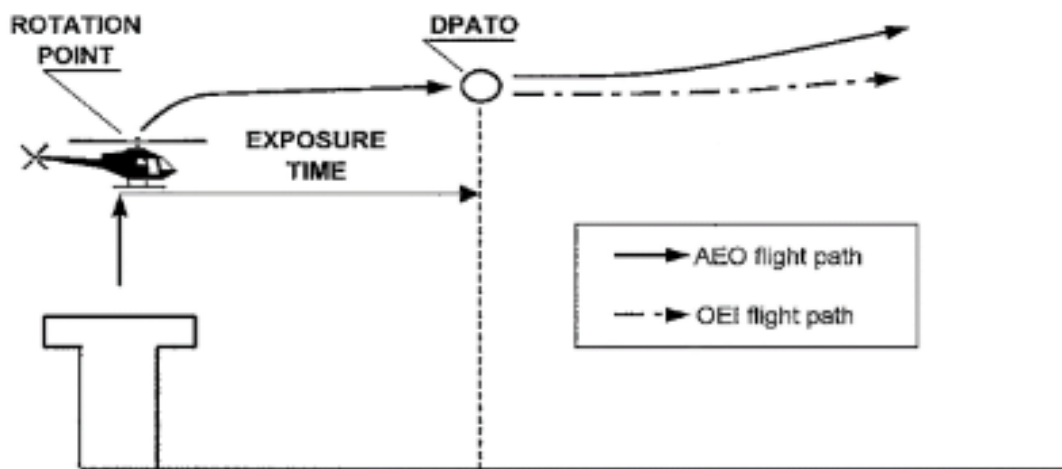 ROTATION
POINT
DPATO
EXPOSURE
TIME
AEO flight path
OEI flight path